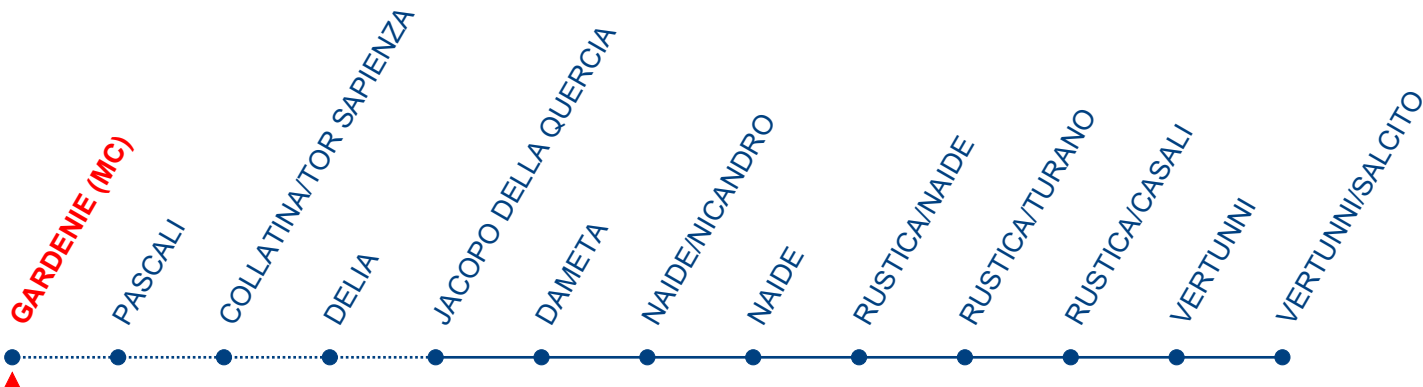 GARDENIE (MC)
PASCALI
COLLATINA/TOR SAPIENZA
DELIA
JACOPO DELLA QUERCIA
DAMETA
NAIDE/NICANDRO
NAIDE
RUSTICA/NAIDE
RUSTICA/TURANO
RUSTICA/CASALI
VERTUNNI
VERTUNNI/SALCITO